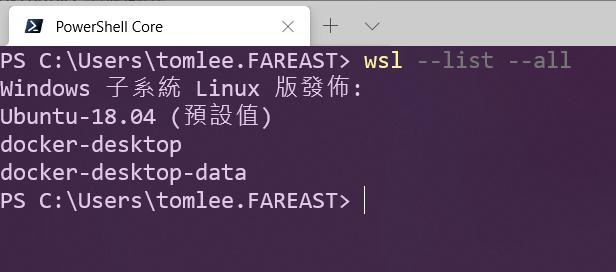 PowerShell Core
PS C:\Users\tomlee.FAREAST> wsl --list --all
Windows 子系統 Linux 版發佈:
Ubuntu-18.04 (預設值)
docker-desktop
docker-desktop-data
PS C:\Users\tomlee.FAREAST>